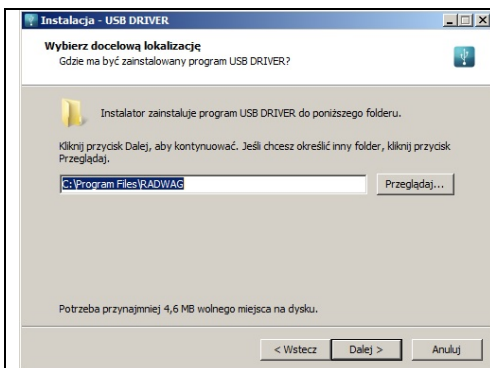 Instalacja - USB DRIVER
Wybierz docelową lokalizację
Gdzie ma być zainstalowany program USB DRIVER?
Instalator zainstaluje program USB DRIVER do poniższego folderu.
Kliknij przycisk Dalej, aby kontynuować. Jeśli chcesz określić inny folder, kliknij przycisk
Przeglądaj.
C:\Program Files\RADWAG
Przeglądaj...
Potrzeba przynajmniej 4,6 MB wolnego miejsca na dysku.
< Wstecz
Dalej >
Anuluj